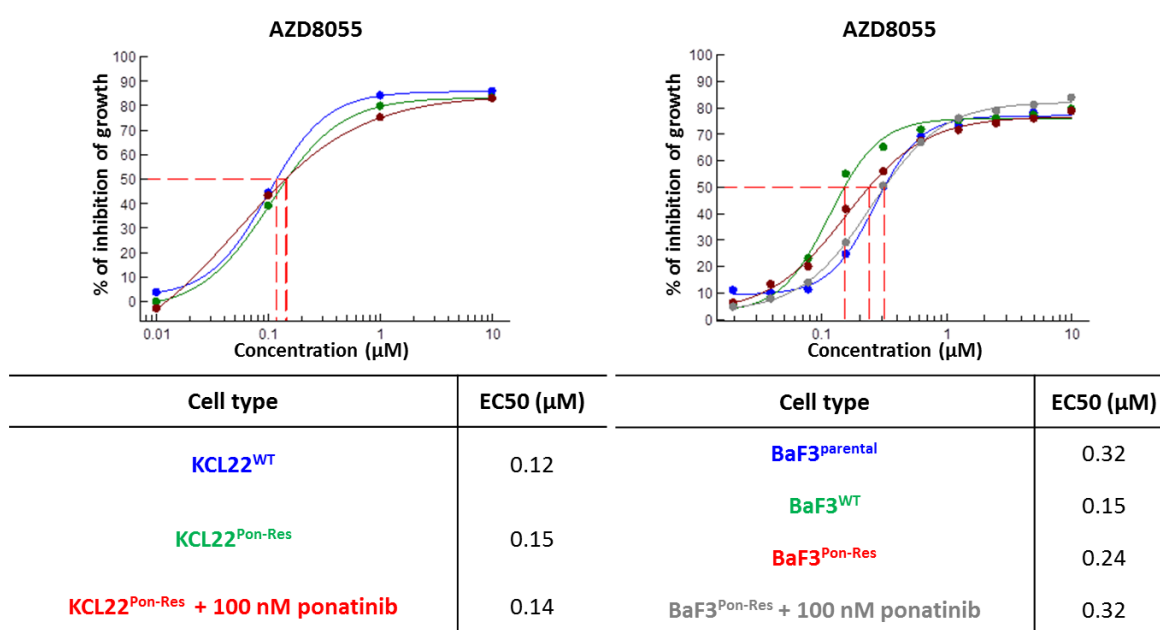 AZD8055
% of inhibition of growth
100
90
80
70
60
50
40
30
20
10
0
0.01
0.1
1
10
Concentration (µM)
Cell type
EC50 (µM)
KCL22WT
0.12
KCL22Pon-Res
0.15
KCL22Pon-Res + 100 nM ponatinib
0.14
AZD8055
% of inhibition of growth
100
90
80
70
60
50
40
30
20
10
0
0.1
1
10
Concentration (µM)
Cell type
EC50 (µM)
BaF3parental
0.32
BaF3WT
0.15
BaF3Pon-Res
0.24
BaF3Pon-Res + 100 nM ponatinib
0.32